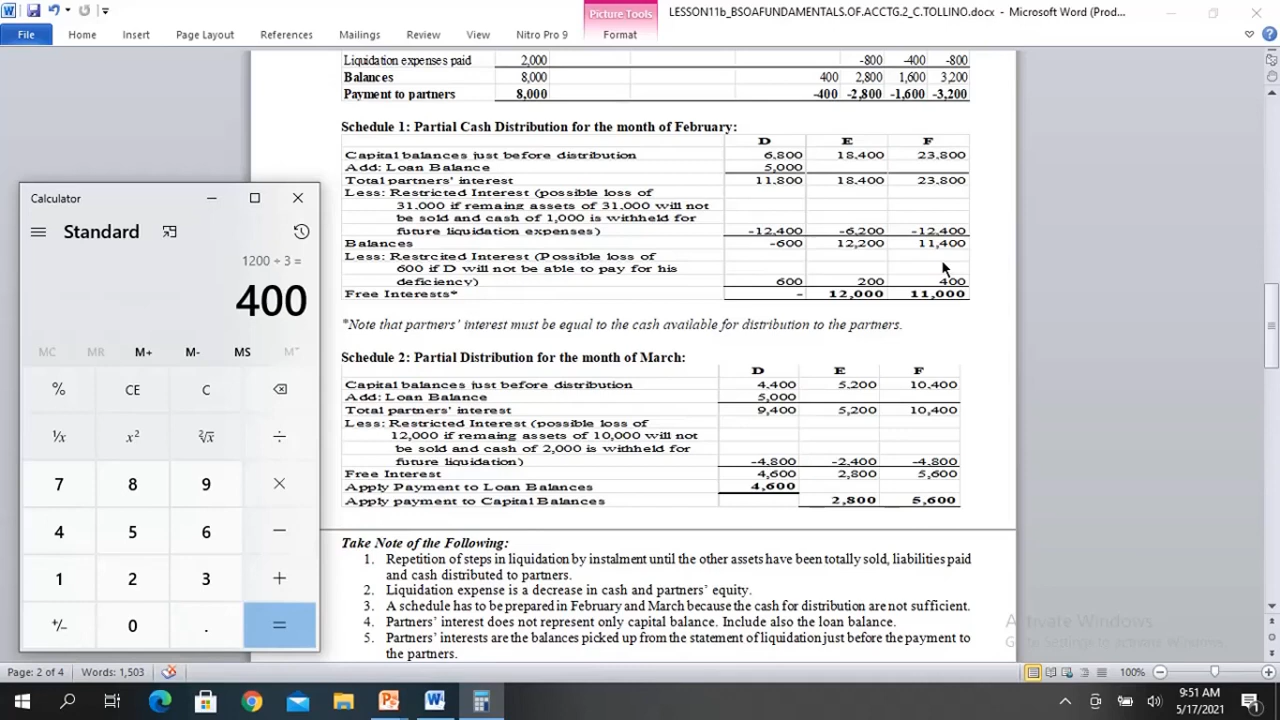 Picture Tools
LESSON11b_BSOAFUNDAMENTALS.OF.ACCTG.2_C.TOLLINO.docx - Microsoft Word (Prod...
File Home Insert Page Layout References Mailings Review View Nitro Pro 9 Format
Liquidation expenses paid 2,000 -800 -400 -800
Balances 8,000 400 2,800 1,600 3,200
Payment to partners 8,000 -400 -2,800 -1,600 -3,200
Schedule 1: Partial Cash Distribution for the month of February:
D E F
Capital balances just before distribution 6,800 18,400 23,800
Add: Loan Balance 5,000
Total partners' interest 11,800 18,400 23,800
Less: Restricted Interest (possible loss of
31,000 if remaing assets of 31,000 will not
be sold and cash of 1,000 is withheld for
future liquidation expenses) -12,400 -6,200 -12,400
Balances -600 12,200 11,400
Less: Restrcited Interest (Possible loss of
600 if D will not be able to pay for his
deficiency) 600 200 400
Free Interests* - 12,000 11,000
*Note that partners' interest must be equal to the cash available for distribution to the partners.
Schedule 2: Partial Distribution for the month of March:
D E F
Capital balances just before distribution 4,400 5,200 10,400
Add: Loan Balance 5,000
Total partners' interest 9,400 5,200 10,400
Less: Restricted Interest (possible loss of
12,000 if remaing assets of 10,000 will not
be sold and cash of 2,000 is withheld for
future liquidation) -4,800 -2,400 -4,800
Free Interest 4,600 2,800 5,600
Apply Payment to Loan Balances 4,600
Apply payment to Capital Balances 2,800 5,600
Take Note of the Following:
1. Repetition of steps in liquidation by instalment until the other assets have been totally sold, liabilities paid
and cash distributed to partners.
2. Liquidation expense is a decrease in cash and partners' equity.
3. A schedule has to be prepared in February and March because the cash for distribution are not sufficient.
4. Partners' interest does not represent only capital balance. Include also the loan balance.
5. Partners' interests are the balances picked up from the statement of liquidation just before the payment to
the partners.
Calculator
Standard
1200 ÷ 3 =
400
MC MR M+ M- MS M˅
% CE C
¹/x x² ²√x ÷
7 8 9 ×
4 5 6 −
1 2 3 +
+/- 0 . =
Activate Windows
Go to Settings to activate Windows.
Page: 2 of 4 Words: 1,503 100%
9:51 AM
5/17/2021